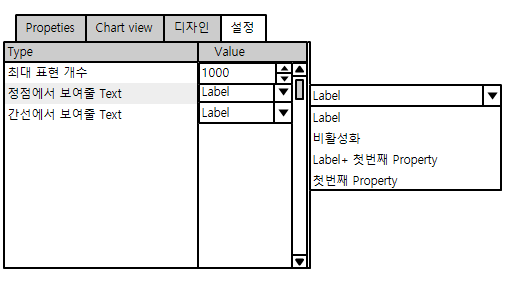 Propeties Chart view 디자인 설정
Type Value
최대 표현 개수 1000
정점에서 보여줄 Text Label
간선에서 보여줄 Text Label
Label
Label
비활성화
Label+ 첫번째 Property
첫번째 Property